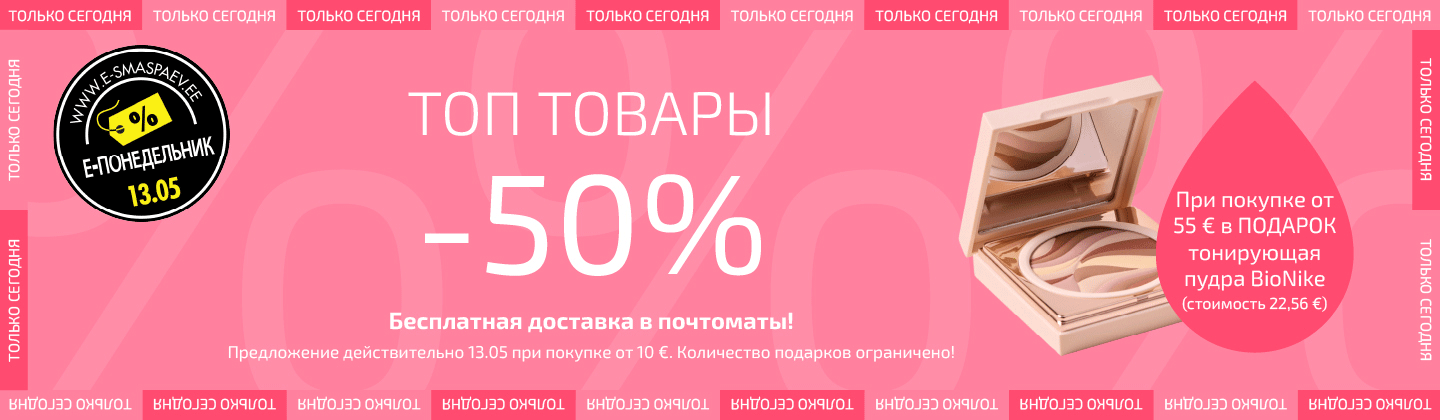 ТОЛЬКО СЕГОДНЯ ТОЛЬКО СЕГОДНЯ ТОЛЬКО СЕГОДНЯ ТОЛЬКО СЕГОДНЯ ТОЛЬКО СЕГОДНЯ ТОЛЬКО СЕГОДНЯ ТОЛЬКО СЕГОДНЯ ТОЛЬКО СЕГОДНЯ ТОЛЬКО СЕГОДНЯ ТОЛЬКО СЕГОДНЯ
ТОЛЬКО СЕГОДНЯ
ТОЛЬКО СЕГОДНЯ
WWW.E-SMASPAEV.EE
%
Е-ПОНЕДЕЛЬНИК
13.05
ТОП ТОВАРЫ
-50%
Бесплатная доставка в почтоматы!
Предложение действительно 13.05 при покупке от 10 €. Количество подарков ограничено!
При покупке от
55 € в ПОДАРОК
тонирующая
пудра BioNike
(стоимость 22,56 €)
ТОЛЬКО СЕГОДНЯ
ТОЛЬКО СЕГОДНЯ
ТОЛЬКО СЕГОДНЯ ТОЛЬКО СЕГОДНЯ ТОЛЬКО СЕГОДНЯ ТОЛЬКО СЕГОДНЯ ТОЛЬКО СЕГОДНЯ ТОЛЬКО СЕГОДНЯ ТОЛЬКО СЕГОДНЯ ТОЛЬКО СЕГОДНЯ ТОЛЬКО СЕГОДНЯ ТОЛЬКО СЕГОДНЯ